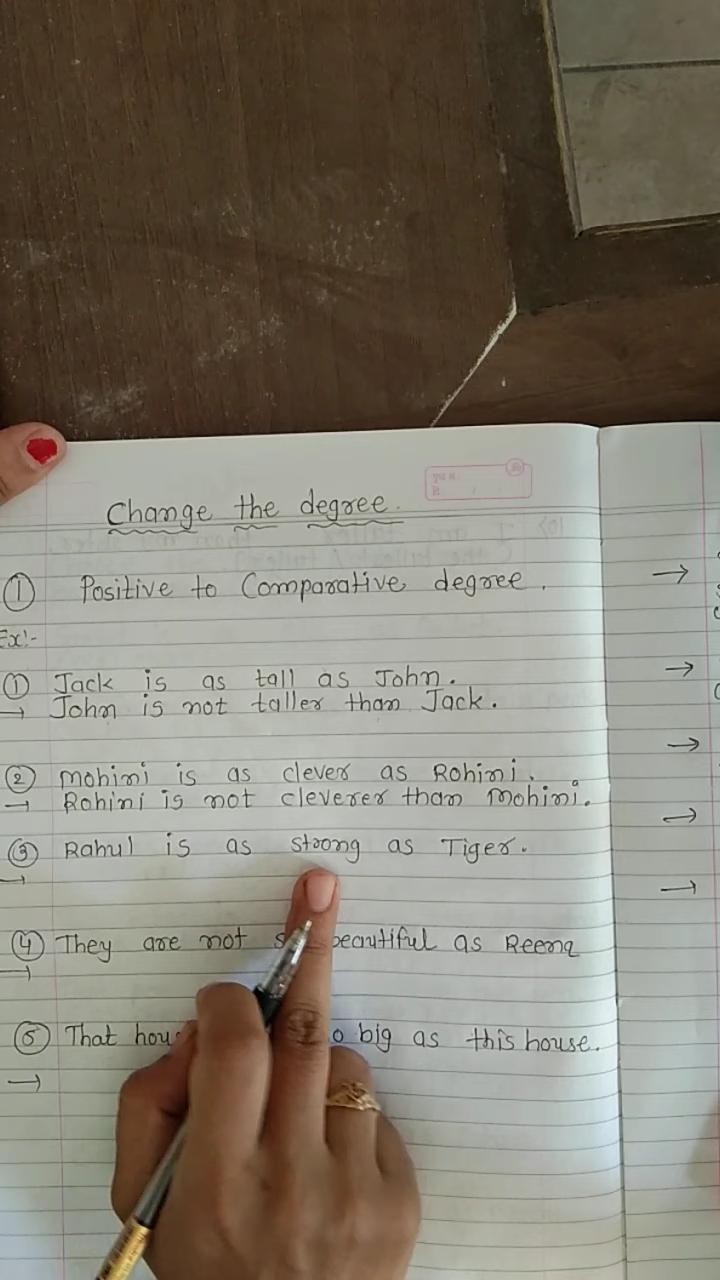 Change the degree.
① Positive to Comparative degree.
Ex:-
① Jack is as tall as John.
→ John is not taller than Jack.
② Mohini is as clever as Rohini.
→ Rohini is not cleverer than Mohini.
③ Rahul is as strong as Tiger.
→
④ They are not beautiful as Reena
→
⑤ That big as this house.
→